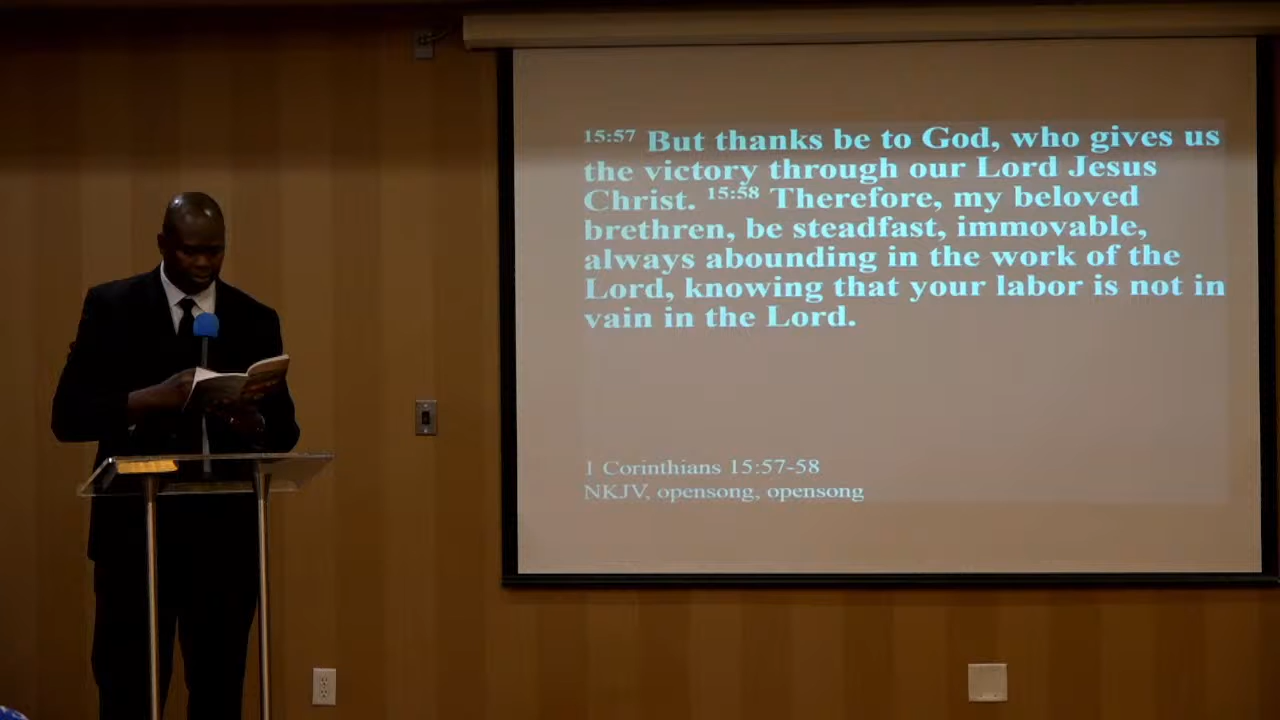 15:57 But thanks be to God, who gives us
the victory through our Lord Jesus
Christ. 15:58 Therefore, my beloved
brethren, be steadfast, immovable,
always abounding in the work of the
Lord, knowing that your labor is not in
vain in the Lord.
1 Corinthians 15:57-58
NKJV, opensong, opensong